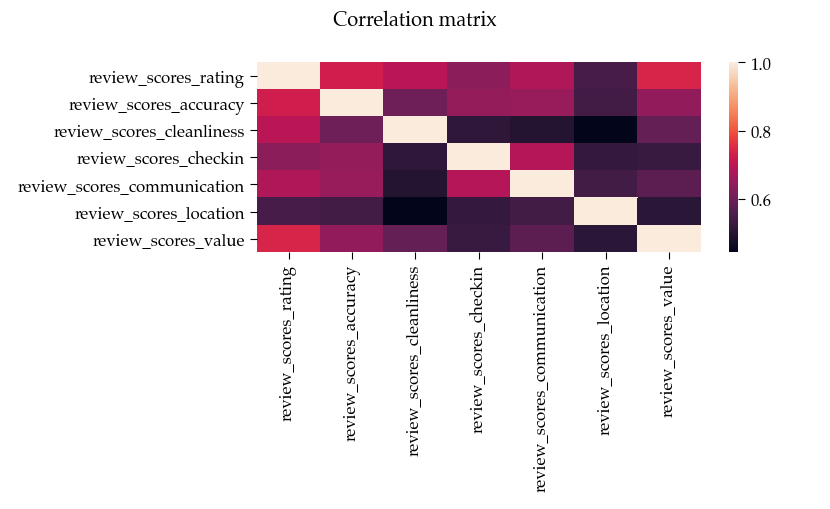 Correlation matrix
review_scores_rating
review_scores_accuracy
review_scores_cleanliness
review_scores_checkin
review_scores_communication
review_scores_location
review_scores_value
1.0
0.8
0.6
review_scores_rating
review_scores_accuracy
review_scores_cleanliness
review_scores_checkin
review_scores_communication
review_scores_location
review_scores_value